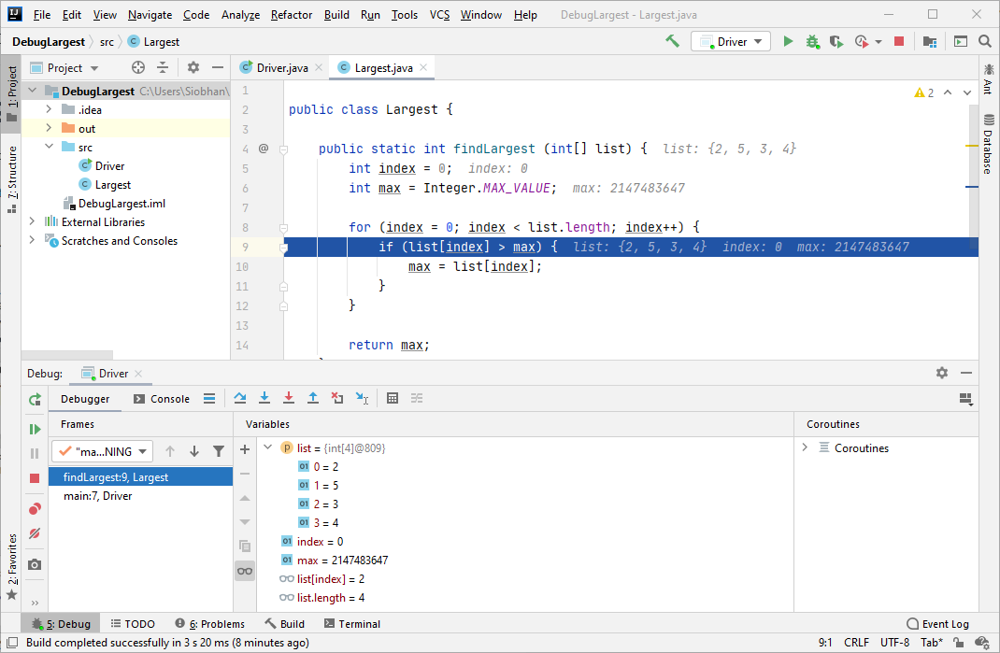 File Edit View Navigate Code Analyze Refactor Build Run Tools VCS Window Help DebugLargest - Largest.java
DebugLargest src Largest Driver
1: Project
Project
Driver.java Largest.java
DebugLargest C:\Users\Siobhan\
.idea
out
src
Driver
Largest
DebugLargest.iml
External Libraries
Scratches and Consoles
7: Structure
2: Favorites
1
2 public class Largest {
3
4 @ public static int findLargest (int[] list) { list: {2, 5, 3, 4}
5 int index = 0; index: 0
6 int max = Integer.MAX_VALUE; max: 2147483647
7
8 for (index = 0; index < list.length; index++) {
9 if (list[index] > max) { list: {2, 5, 3, 4} index: 0 max: 2147483647
10 max = list[index];
11 }
12 }
13
14 return max;
2
Ant
Database
Debug: Driver
Debugger Console
Frames
"ma...NING
findLargest:9, Largest
main:7, Driver
Variables
list = {int[4]@809}
0 = 2
1 = 5
2 = 3
3 = 4
index = 0
max = 2147483647
list[index] = 2
list.length = 4
Coroutines
Coroutines
5: Debug TODO 6: Problems Build Terminal Event Log
Build completed successfully in 3 s 20 ms (8 minutes ago) 9:1 CRLF UTF-8 Tab*